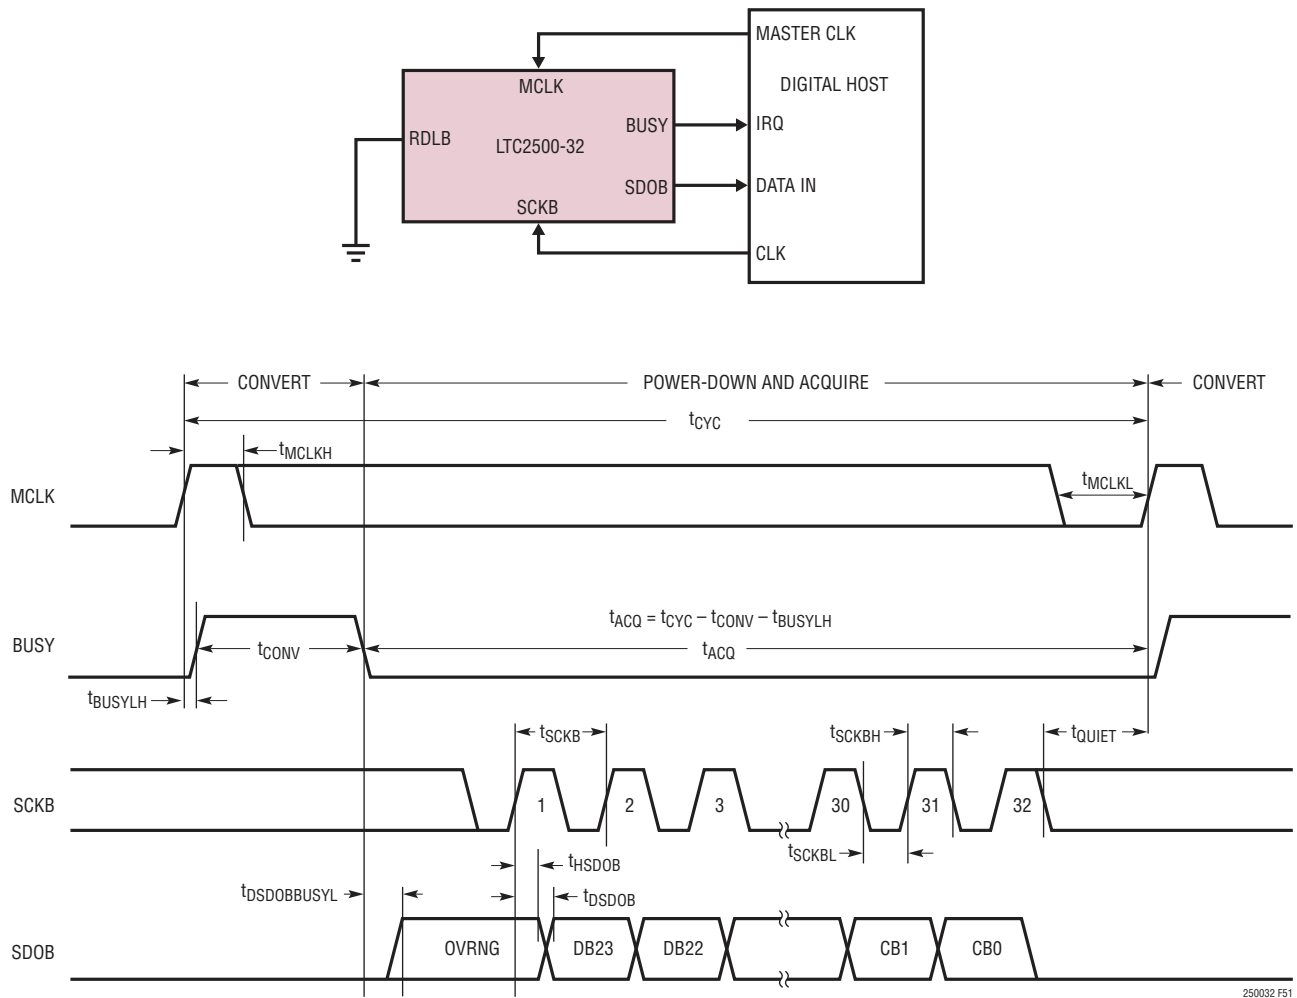 MASTER CLK
MCLK
DIGITAL HOST
BUSY
IRQ
RDLB
LTC2500-32
SDOB
DATA IN
SCKB
CLK
CONVERT
POWER-DOWN AND ACQUIRE
CONVERT
tCYC
tMCLKH
MCLK
tMCLKL
tACQ = tCYC – tCONV – tBUSYLH
BUSY
tCONV
tACQ
tBUSYLH
tSCKB
tSCKBH
tQUIET
SCKB
1
2
3
30
31
32
tSCKBL
tHSDOB
tDSDOBBUSYL
tDSDOB
SDOB
OVRNG
DB23
DB22
CB1
CB0
250032 F51